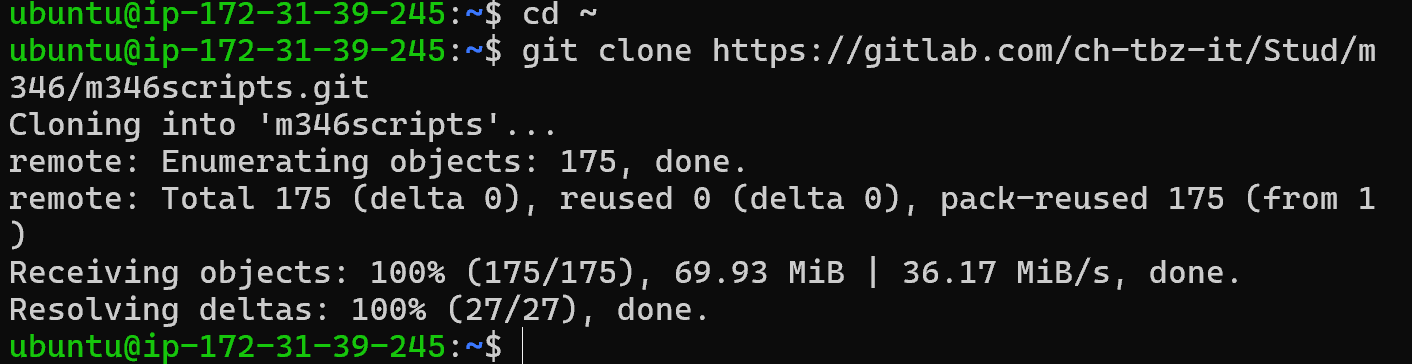 ubuntu@ip-172-31-39-245:~$ cd ~
ubuntu@ip-172-31-39-245:~$ git clone https://gitlab.com/ch-tbz-it/Stud/m
346/m346scripts.git
Cloning into 'm346scripts'...
remote: Enumerating objects: 175, done.
remote: Total 175 (delta 0), reused 0 (delta 0), pack-reused 175 (from 1
)
Receiving objects: 100% (175/175), 69.93 MiB | 36.17 MiB/s, done.
Resolving deltas: 100% (27/27), done.
ubuntu@ip-172-31-39-245:~$